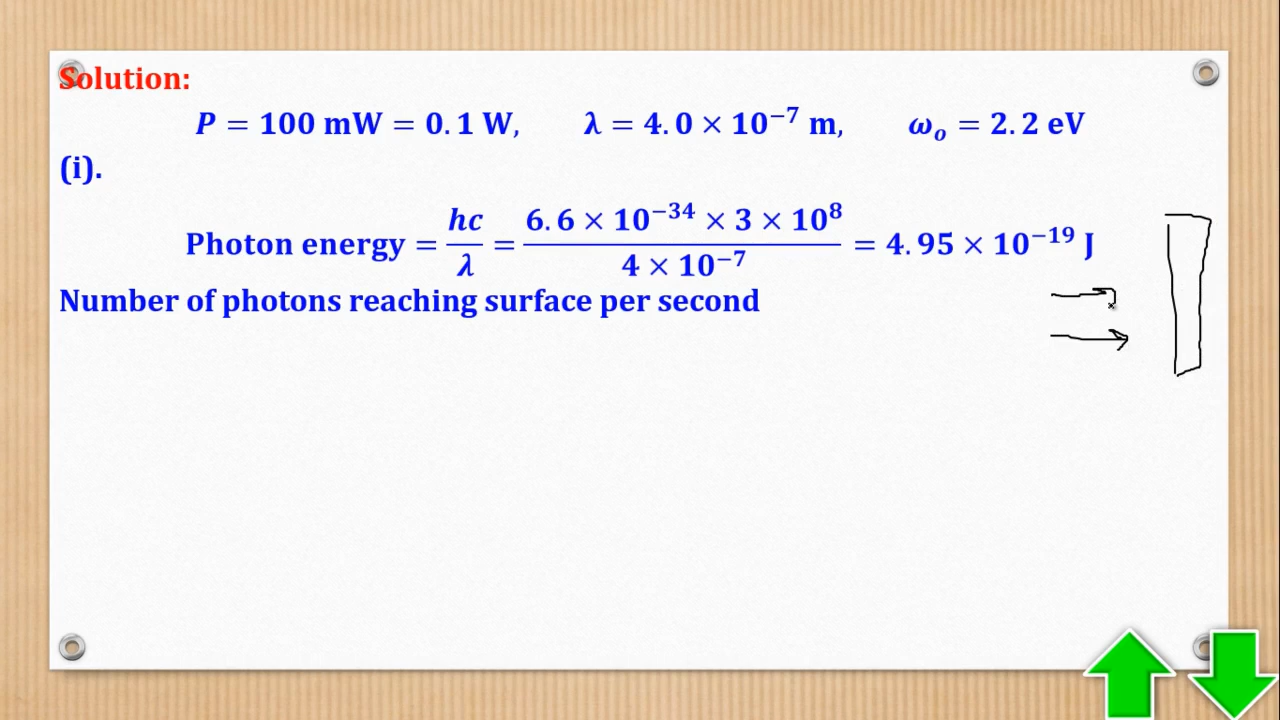 Solution:
P = 100 mW = 0.1 W, λ = 4.0 × 10⁻⁷ m, ωₒ = 2.2 eV
(i).
Photon energy = hc/λ = (6.6 × 10⁻³⁴ × 3 × 10⁸)/(4 × 10⁻⁷) = 4.95 × 10⁻¹⁹ J
Number of photons reaching surface per second